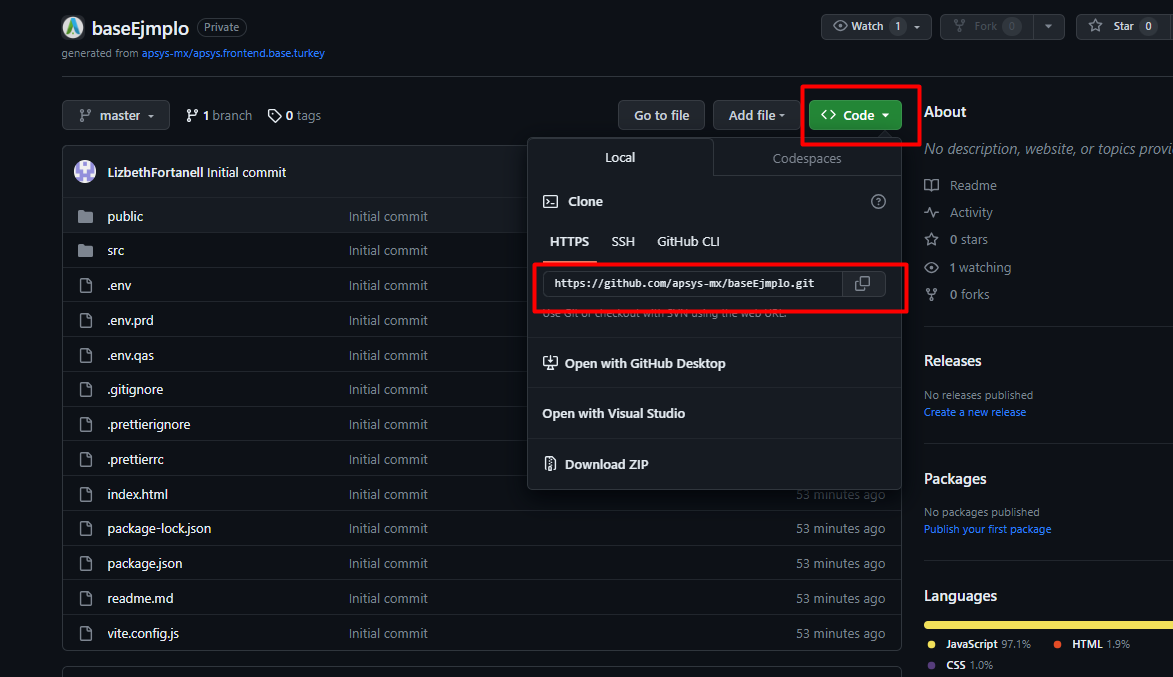 baseEjmplo Private
Watch 1
Fork 0
Star 0
generated from apsys-mx/apsys.frontend.base.turkey
master
1 branch
0 tags
Go to file
Add file
Code
LizbethFortanell Initial commit
public Initial commit
src Initial commit
.env Initial commit
.env.prd Initial commit
.env.qas Initial commit
.gitignore Initial commit
.prettierignore Initial commit
.prettierrc Initial commit
index.html Initial commit 53 minutes ago
package-lock.json Initial commit 53 minutes ago
package.json Initial commit 53 minutes ago
readme.md Initial commit 53 minutes ago
vite.config.js Initial commit 53 minutes ago
Local Codespaces
Clone
HTTPS SSH GitHub CLI
https://github.com/apsys-mx/baseEjmplo.git
Use Git or checkout with SVN using the web URL.
Open with GitHub Desktop
Open with Visual Studio
Download ZIP
About
No description, website, or topics provi
Readme
Activity
0 stars
1 watching
0 forks
Releases
No releases published
Create a new release
Packages
No packages published
Publish your first package
Languages
JavaScript 97.1% HTML 1.9%
CSS 1.0%